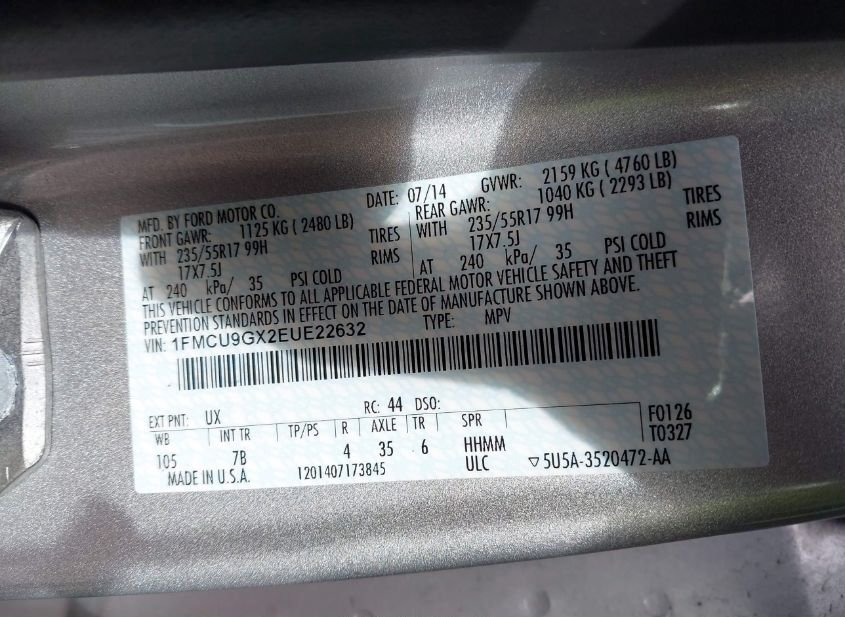 MFD. BY FORD MOTOR CO.
DATE: 07/14 GVWR: 2159 KG ( 4760 LB)
FRONT GAWR: 1125 KG ( 2480 LB)
REAR GAWR: 1040 KG ( 2293 LB)
WITH 235/55R17 99H TIRES
WITH 235/55R17 99H TIRES
17X7.5J RIMS
17X7.5J RIMS
AT 240 kPa/ 35 PSI COLD
AT 240 kPa/ 35 PSI COLD
THIS VEHICLE CONFORMS TO ALL APPLICABLE FEDERAL MOTOR VEHICLE SAFETY AND THEFT
PREVENTION STANDARDS IN EFFECT ON THE DATE OF MANUFACTURE SHOWN ABOVE.
VIN: 1FMCU9GX2EUE22632 TYPE: MPV
EXT PNT: UX RC: 44 DSO:
WB INT TR TP/PS R AXLE TR SPR F0126
105 7B 4 35 6 HHMM T0327
MADE IN U.S.A. 1201407173845 ULC ▽5U5A-3520472-AA